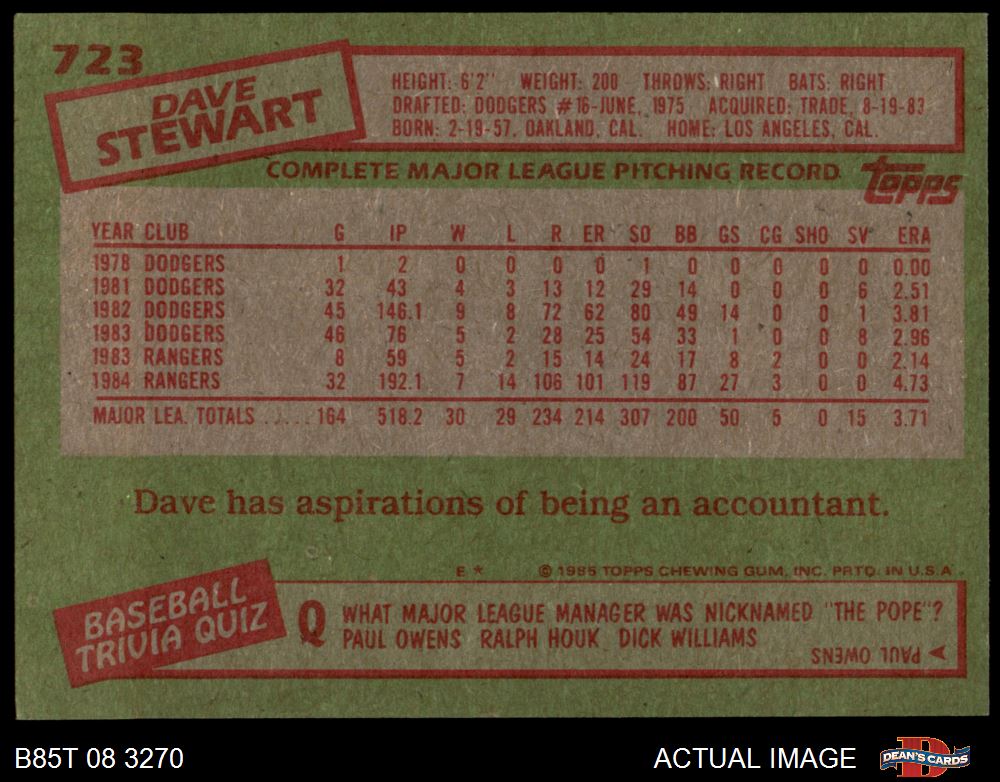 723
DAVE
STEWART
HEIGHT: 6'2" WEIGHT: 200 THROWS: RIGHT BATS: RIGHT
DRAFTED: DODGERS #16-JUNE, 1975 ACQUIRED: TRADE, 8-19-83
BORN: 2-19-57, OAKLAND, CAL. HOME: LOS ANGELES, CAL.
COMPLETE MAJOR LEAGUE PITCHING RECORD topps
YEAR CLUB G IP W L R ER SO BB GS CG SHO SV ERA
1978 DODGERS 1 2 0 0 0 0 1 0 0 0 0 0 0.00
1981 DODGERS 32 43 4 3 13 12 29 14 0 0 0 6 2.51
1982 DODGERS 45 146.1 9 8 72 62 80 49 14 0 0 1 3.81
1983 DODGERS 46 76 5 2 28 25 54 33 1 0 0 8 2.96
1983 RANGERS 8 59 5 2 15 14 24 17 8 2 0 0 2.14
1984 RANGERS 32 192.1 7 14 106 101 119 87 27 3 0 0 4.73
MAJOR LEA. TOTALS ..... 164 518.2 30 29 234 214 307 200 50 5 0 15 3.71
Dave has aspirations of being an accountant.
E * © 1985 TOPPS CHEWING GUM, INC. PRTD. IN U.S.A.
BASEBALL
TRIVIA QUIZ
Q WHAT MAJOR LEAGUE MANAGER WAS NICKNAMED "THE POPE"?
PAUL OWENS RALPH HOUK DICK WILLIAMS
PAUL OWENS
B85T 08 3270 ACTUAL IMAGE DEAN'S CARDS